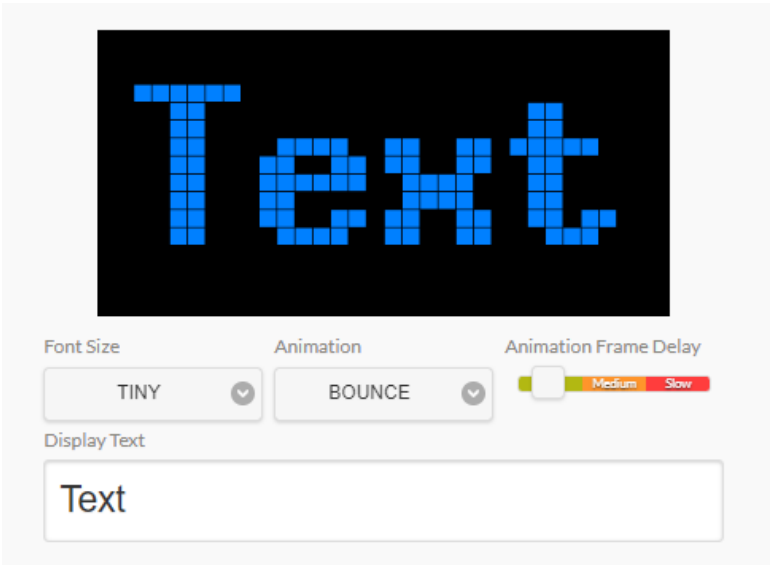 Text
Font Size
Animation
Animation Frame Delay
TINY
BOUNCE
Medium
Slow
Display Text
Text